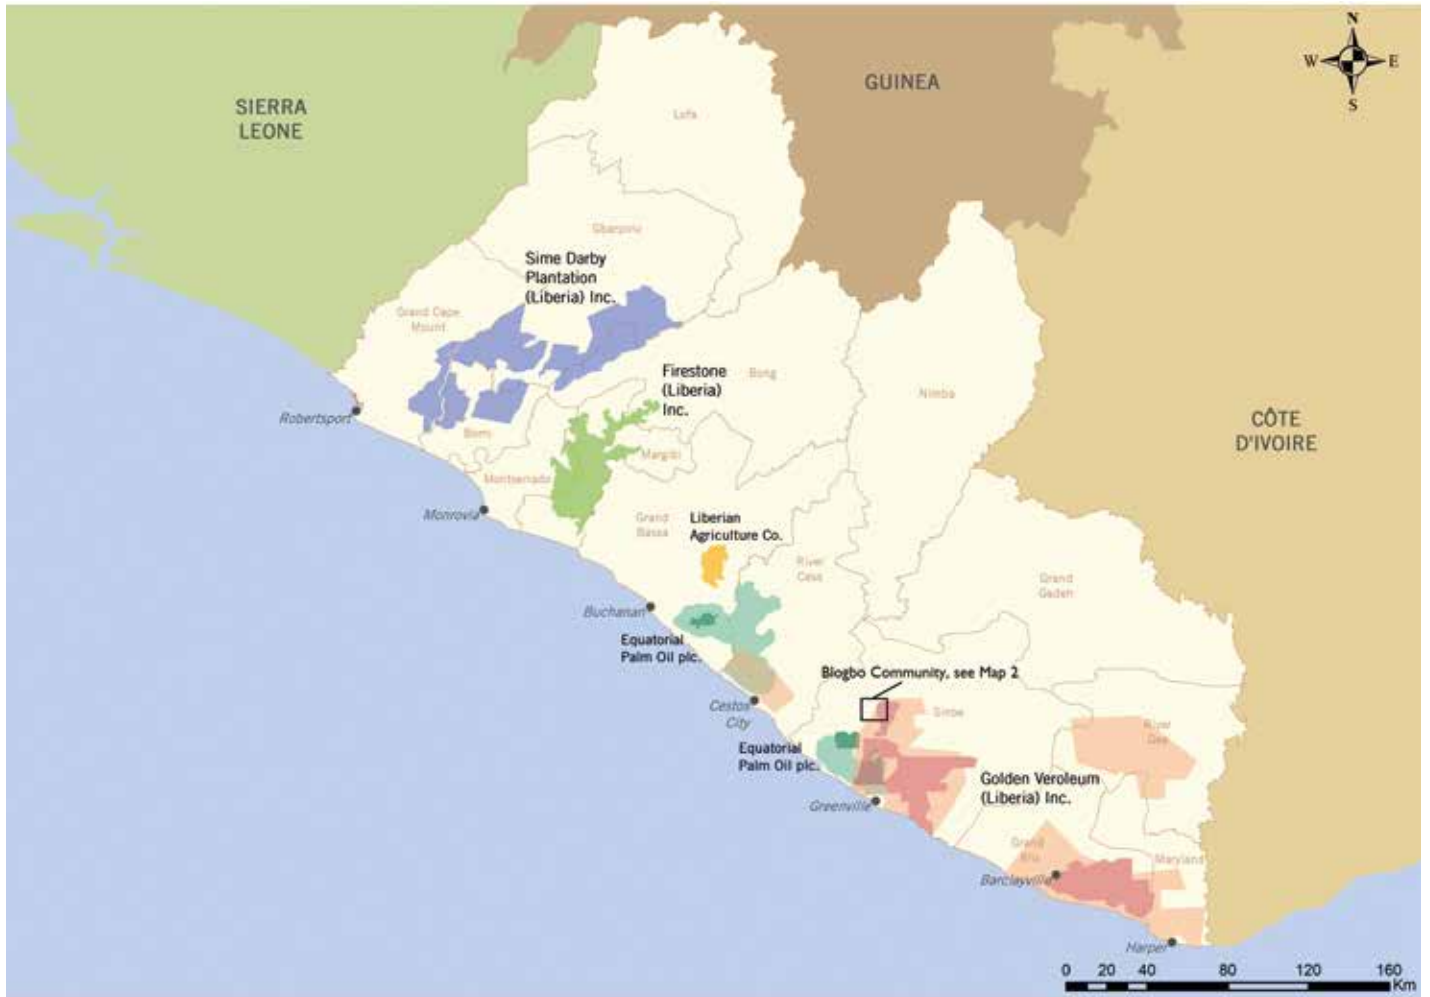 N
W E
S
SIERRA
LEONE
GUINEA
Lofa
Gbarpolu
Sime Darby
Plantation
(Liberia) Inc.
Grand Cape
Mount
Firestone
(Liberia)
Inc.
Bong
Nimba
CÔTE
D'IVOIRE
Robertsport
Bomi
Margibi
Montserrado
Monrovia
Grand
Bassa
Liberian
Agriculture Co.
River
Cess
Grand
Gedeh
Buchanan
Equatorial
Palm Oil plc.
Blogbo Community, see Map 2
Cestos
City
Sinoe
River
Gee
Equatorial
Palm Oil plc.
Golden Veroleum
(Liberia) Inc.
Greenville
Grand
Kru
Maryland
Barclayville
Harper
0 20 40 80 120 160
Km